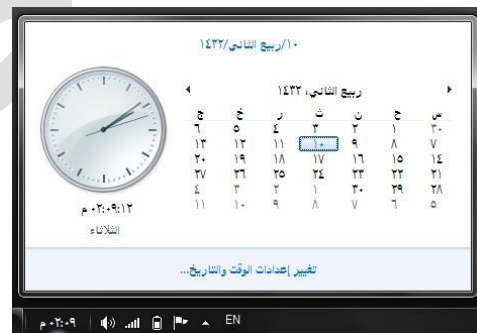 ١٠/ربيع الثاني/١٤٣٢
ربيع الثاني، ١٤٣٢
س ح ن ث ر خ ج
٣٠ ١ ٢ ٣ ٤ ٥ ٦
٧ ٨ ٩ ١٠ ١١ ١٢ ١٣
١٤ ١٥ ١٦ ١٧ ١٨ ١٩ ٢٠
٢١ ٢٢ ٢٣ ٢٤ ٢٥ ٢٦ ٢٧
٢٨ ٢٩ ٣٠ ١ ٢ ٣ ٤
٥ ٦ ٧ ٨ ٩ ١٠ ١١
٠٢:٠٩:١٢ م
الثلاثاء
تغيير إعدادات الوقت والتاريخ...
EN
٠٢:٠٩ م